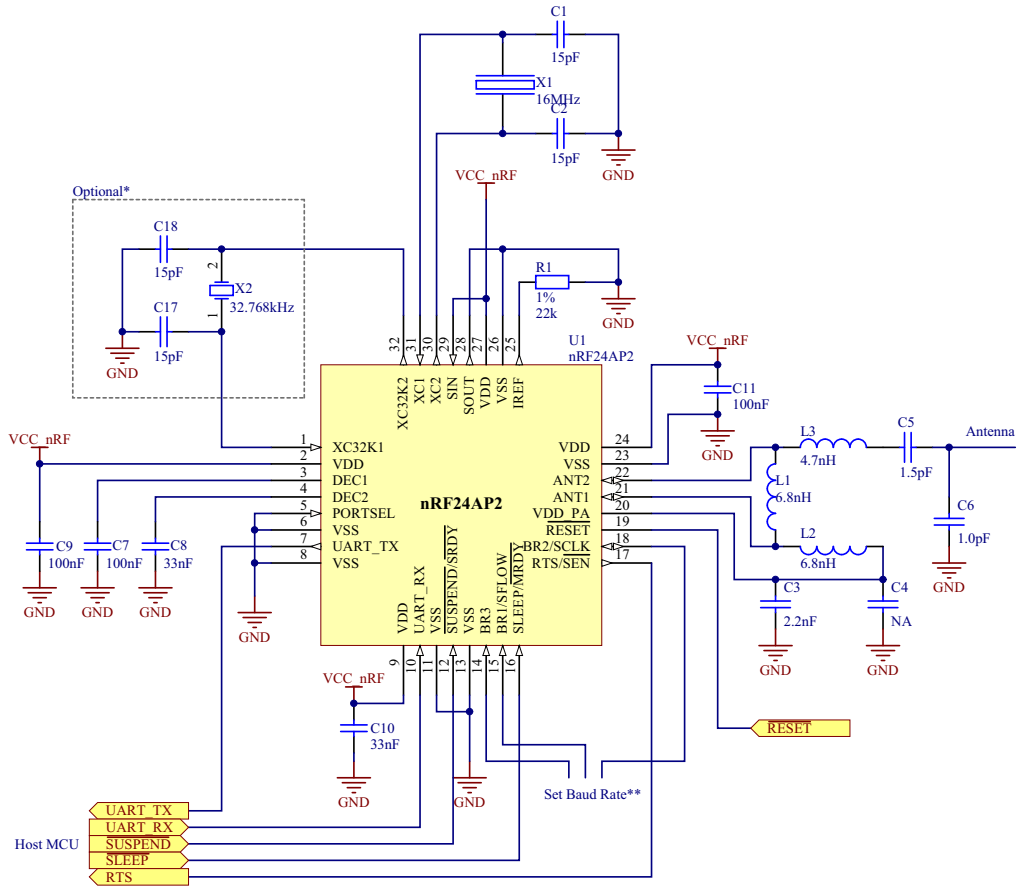 C1
15pF
X1
16MHz
C2
15pF
GND
VCC_nRF
Optional*
C18
15pF
2
X2
32.768kHz
1
C17
15pF
GND
R1
1%
22k
GND
U1
nRF24AP2
32
31
30
29
28
27
26
25
XC32K2
XC1
XC2
SIN
SOUT
VDD
VSS
IREF
VCC_nRF
C11
100nF
GND
VCC_nRF
1 XC32K1
2 VDD
3 DEC1
4 DEC2
5 PORTSEL
6 VSS
7 UART_TX
8 VSS
nRF24AP2
VDD 24
VSS 23
ANT2 22
ANT1 21
VDD_PA 20
RESET 19
BR2/SCLK 18
RTS/SEN 17
L3
4.7nH
C5
1.5pF
Antenna
L1
6.8nH
L2
6.8nH
C6
1.0pF
GND
C3
2.2nF
GND
C4
NA
GND
C9
100nF
GND
C7
100nF
GND
C8
33nF
GND
GND
VDD
UART_RX
VSS
SUSPEND/SRDY
VSS
BR3
BR1/SFLOW
SLEEP/MRDY
9
10
11
12
13
14
15
16
VCC_nRF
C10
33nF
GND
GND
RESET
Set Baud Rate**
Host MCU
UART_TX
UART_RX
SUSPEND
SLEEP
RTS